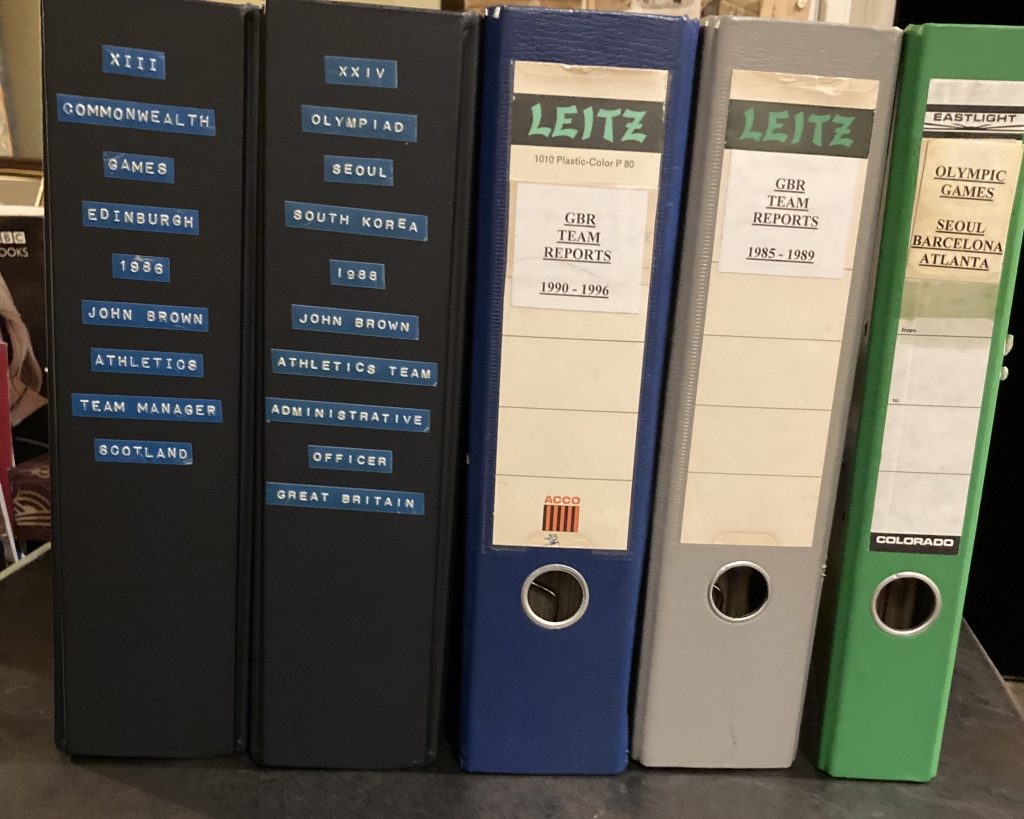 XIII
COMMONWEALTH
GAMES
EDINBURGH
1986
JOHN BROWN
ATHLETICS
TEAM MANAGER
SCOTLAND
XXIV
OLYMPIAD
SEOUL
SOUTH KOREA
1988
JOHN BROWN
ATHLETICS TEAM
ADMINISTRATIVE
OFFICER
GREAT BRITAIN
LEITZ
1010 Plastic-Color P 80
GBR
TEAM
REPORTS
1990 - 1996
ACCO
LEITZ
GBR
TEAM
REPORTS
1985 - 1989
EASTLIGHT
OLYMPIC
GAMES
SEOUL
BARCELONA
ATLANTA
from
to
COLORADO
BBC
BOOKS